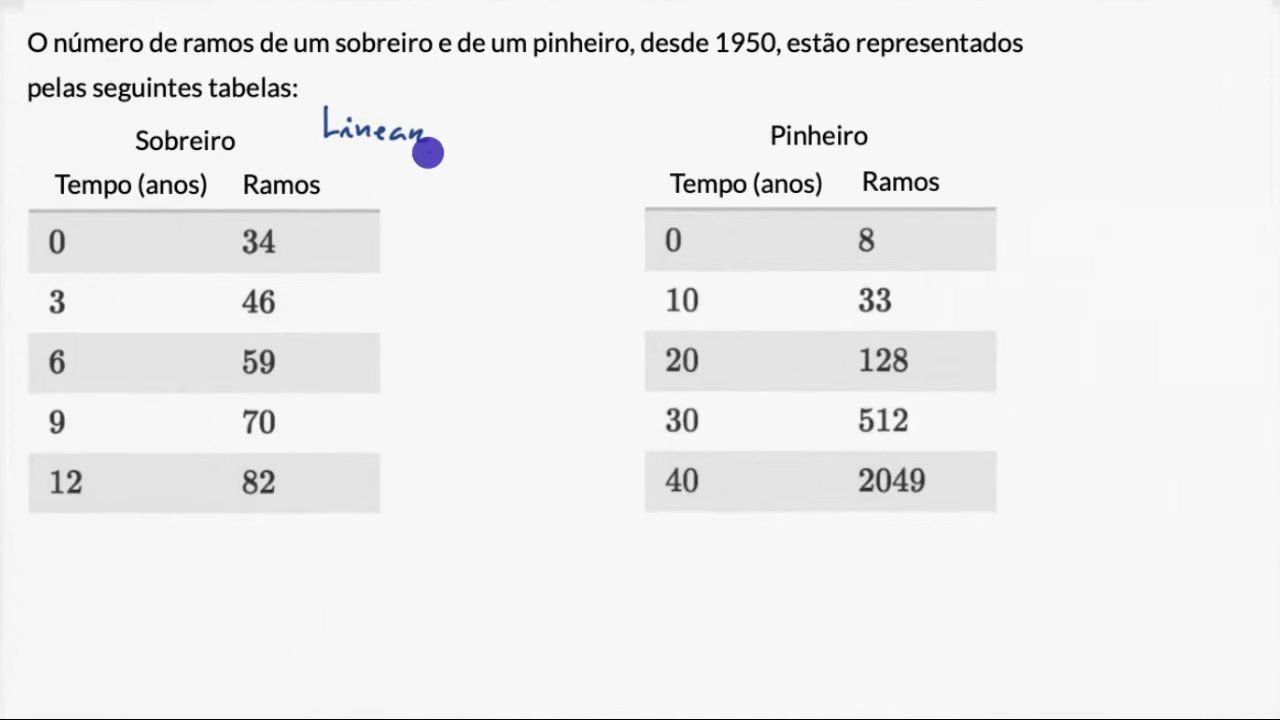 O número de ramos de um sobreiro e de um pinheiro, desde 1950, estão representados
pelas seguintes tabelas:
Linear
Sobreiro
Tempo (anos) Ramos
0 34
3 46
6 59
9 70
12 82
Pinheiro
Tempo (anos) Ramos
0 8
10 33
20 128
30 512
40 2049